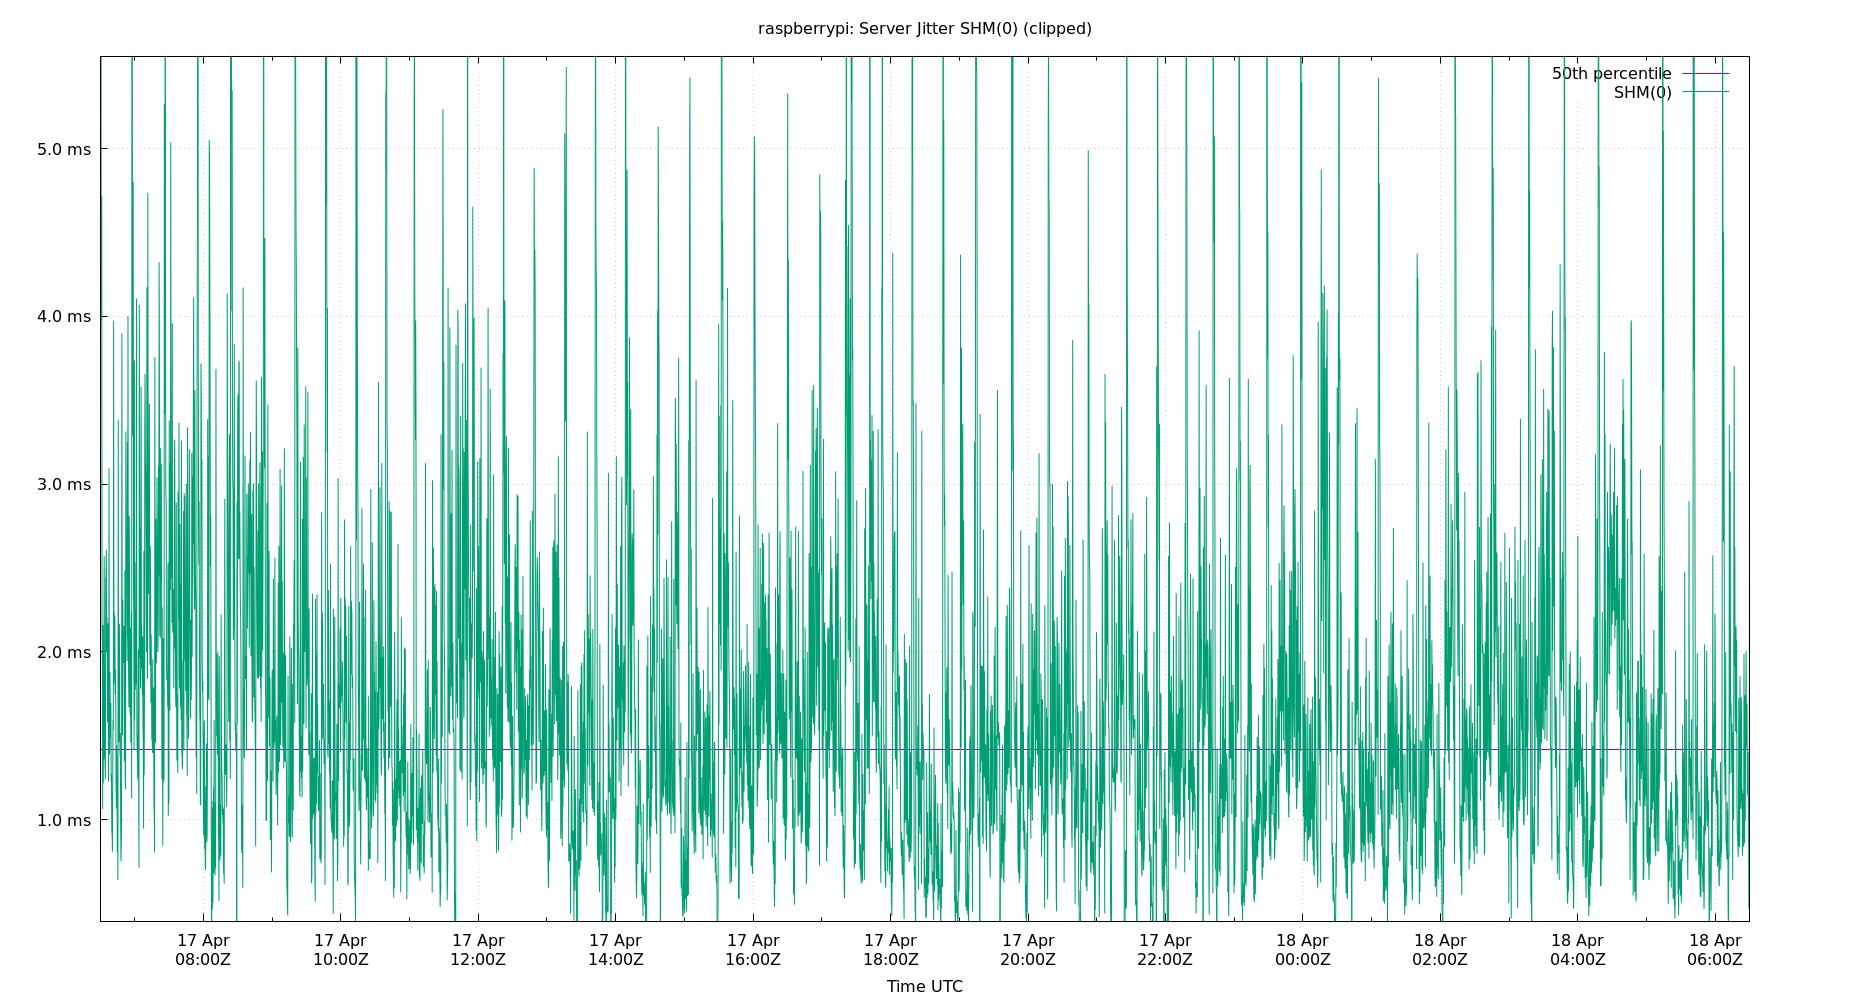 raspberrypi: Server Jitter SHM(0) (clipped)
50th percentile
SHM(0)
5.0 ms
4.0 ms
3.0 ms
2.0 ms
1.0 ms
17 Apr 17 Apr 17 Apr 17 Apr 17 Apr 17 Apr 17 Apr 17 Apr 18 Apr 18 Apr 18 Apr 18 Apr
08:00Z 10:00Z 12:00Z 14:00Z 16:00Z 18:00Z 20:00Z 22:00Z 00:00Z 02:00Z 04:00Z 06:00Z
Time UTC